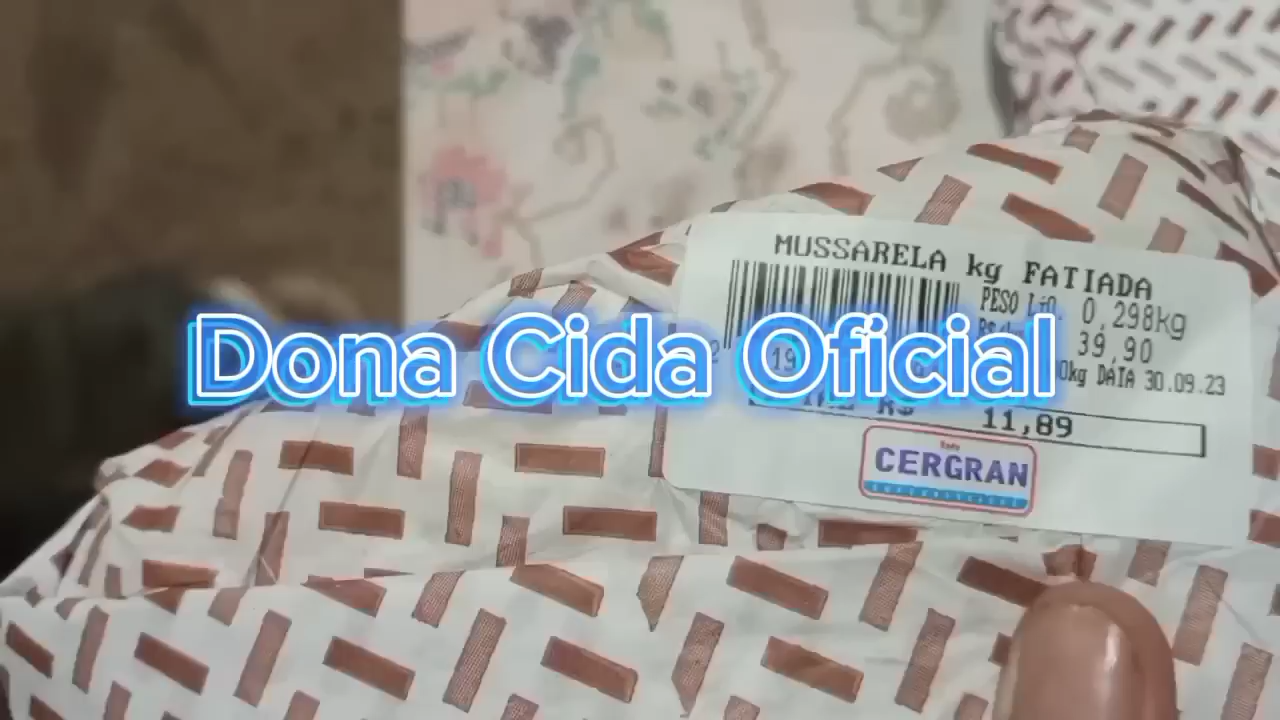 MUSSARELA kg FATIADA
PESO Líq. 0,298kg
39,90
kg DATA 30.09.23
R$ 11,89
CERGRAN
Dona Cida Oficial